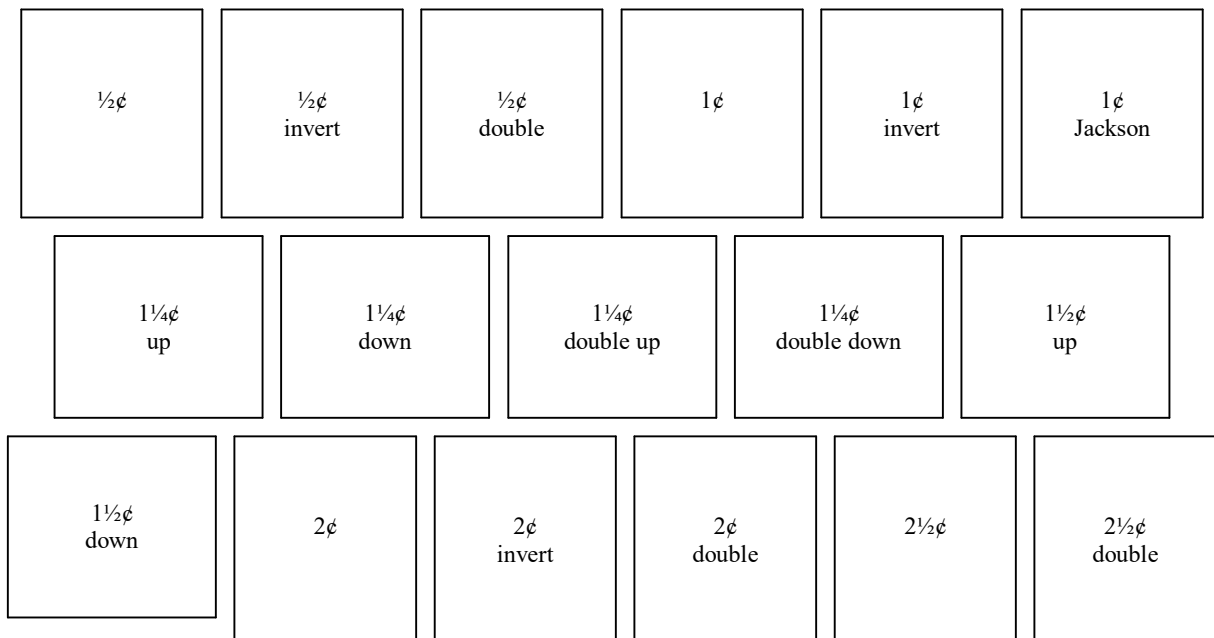 ½¢
½¢
invert
½¢
double
1¢
1¢
invert
1¢
Jackson
1¼¢
up
1¼¢
down
1¼¢
double up
1¼¢
double down
1½¢
up
1½¢
down
2¢
2¢
invert
2¢
double
2½¢
2½¢
double